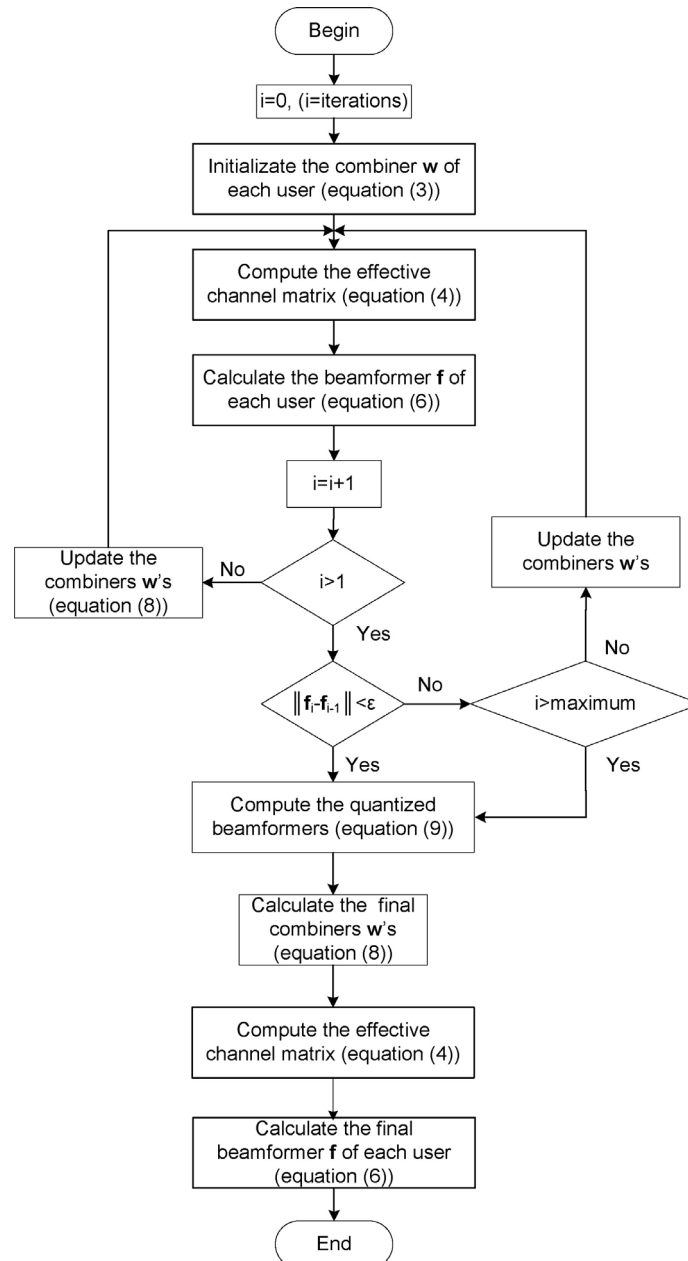 Begin
i=0, (i=iterations)
Initializate the combiner w of
each user (equation (3))
Compute the effective
channel matrix (equation (4))
Calculate the beamformer f of
each user (equation (6))
i=i+1
Update the
combiners w's
(equation (8))
No
i>1
Update the
combiners w's
Yes
No
‖fi-fi-1‖<ε
No
i>maximum
Yes
Yes
Compute the quantized
beamformers (equation (9))
Calculate the final
combiners w's
(equation (8))
Compute the effective
channel matrix (equation (4))
Calculate the final
beamformer f of each user
(equation (6))
End